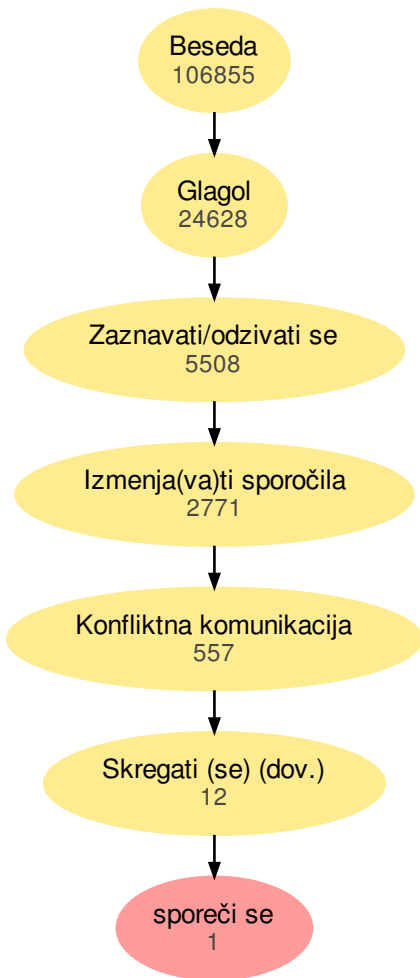 Beseda
106855
Glagol
24628
Zaznavati/odzivati se
5508
Izmenja(va)ti sporočila
2771
Konfliktna komunikacija
557
Skregati (se) (dov.)
12
sporeči se
1